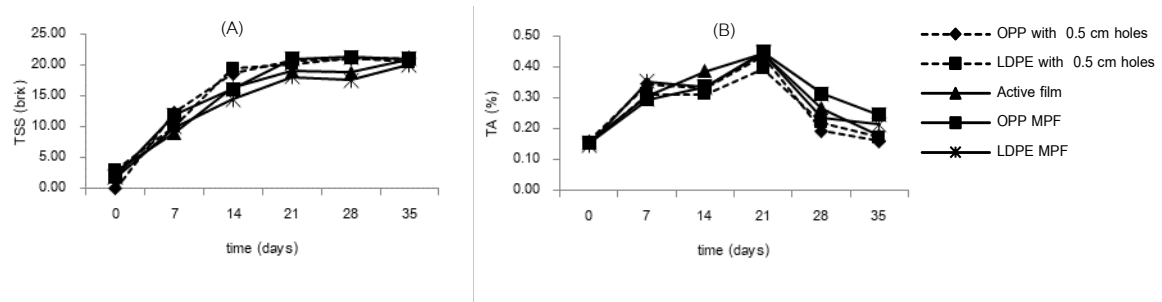 (A)
TSS (brix)
25.00
20.00
15.00
10.00
5.00
0.00
0 7 14 21 28 35
time (days)
(B)
TA (%)
0.50
0.40
0.30
0.20
0.10
0.00
0 7 14 21 28 35
time (days)
OPP with 0.5 cm holes
LDPE with 0.5 cm holes
Active film
OPP MPF
LDPE MPF